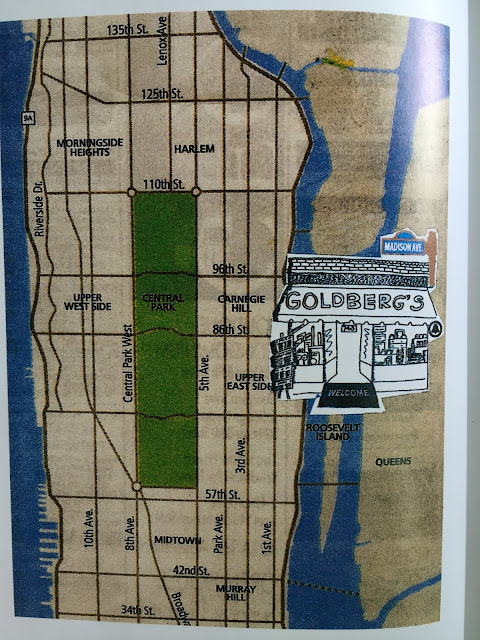 135th St.
Lenox Ave
125th St.
9A
MORNINGSIDE
HEIGHTS
HARLEM
110th St.
Riverside Dr.
MADISON AVE.
96th St.
UPPER
WEST SIDE
CENTRAL
PARK
CARNEGIE
HILL
GOLDBERG'S
86th St.
Central Park West
5th Ave.
UPPER
EAST SIDE
WELCOME
ROOSEVELT
ISLAND
3rd Ave.
QUEENS
57th St.
10th Ave.
8th Ave.
MIDTOWN
Park Ave.
1st Ave.
42nd St.
MURRAY
HILL
34th St.
Broadw